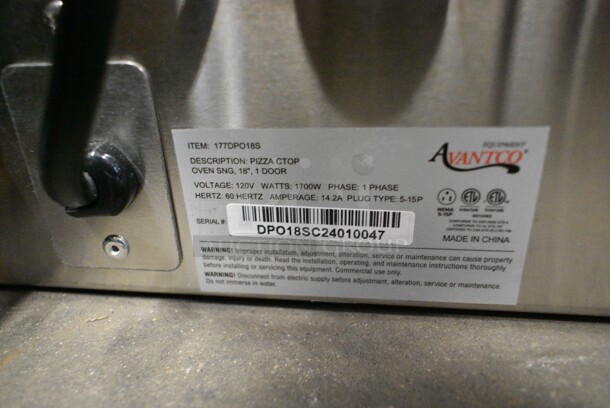 ITEM: 177DPO18S
DESCRIPTION: PIZZA CTOP
OVEN SNG, 18", 1 DOOR
VOLTAGE: 120V WATTS: 1700W PHASE: 1 PHASE
HERTZ: 60 HERTZ AMPERAGE: 14.2A PLUG TYPE: 5-15P
SERIAL #:
DPO18SC24010047
EQUIPMENT
AVANTCO®
NEMA
5-15P
MADE IN CHINA
WARNING! Improper installation, adjustment, alteration, service or maintenance can cause property
damage, injury or death. Read the installation, operating, and maintenance instructions thoroughly
before installing or servicing this equipment. Commercial use only.
WARNING! Disconnect from electric supply before adjustment, alteration, service or maintenance.
Do not immerse in water.